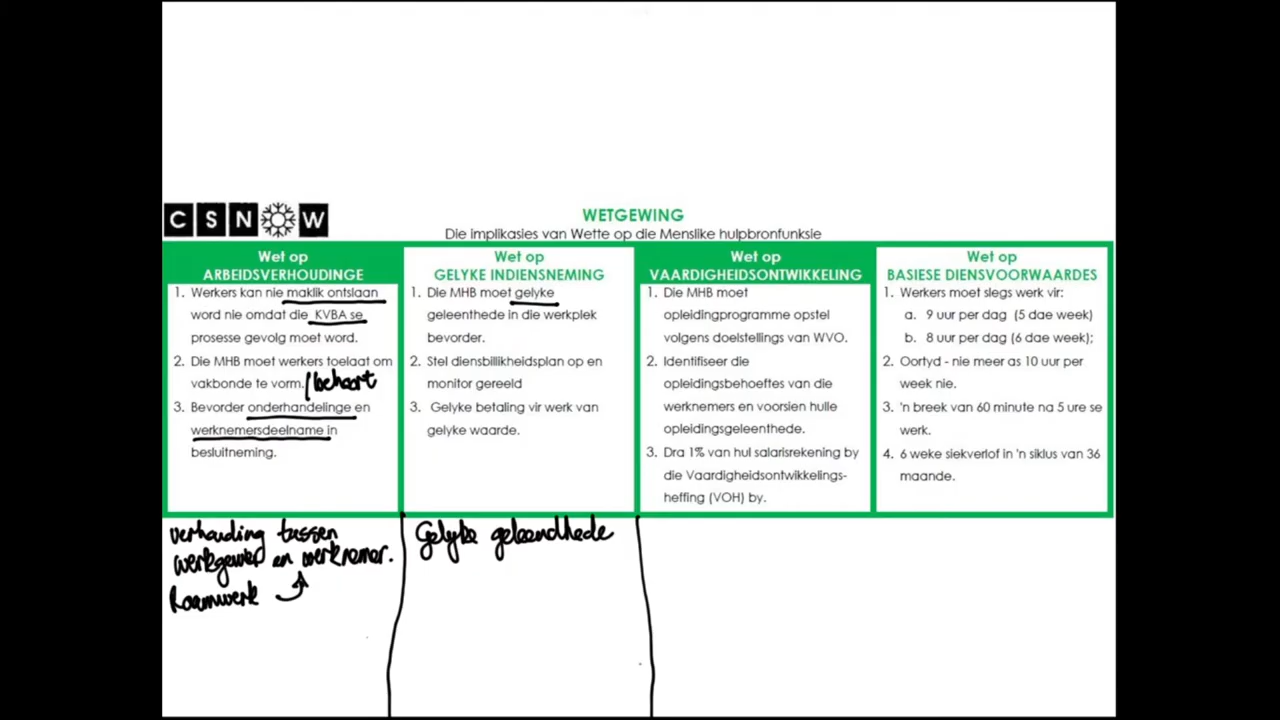 CSNOW
WETGEWING
Die implikasies van Wette op die Menslike hulpbronfunksie
Wet op
ARBEIDSVERHOUDINGE
1. Werkers kan nie maklik ontslaan
word nie omdat die KVBA se
prosesse gevolg moet word.
2. Die MHB moet werkers toelaat om
vakbonde te vorm. /behoort
3. Bevorder onderhandelinge en
werknemersdeelname in
besluitneming.
verhouding tussen
werkgewer en werknemer.
Raamwerk
Wet op
GELYKE INDIENSNEMING
1. Die MHB moet gelyke
geleenthede in die werkplek
bevorder.
2. Stel diensbillikheidsplan op en
monitor gereeld
3. Gelyke betaling vir werk van
gelyke waarde.
Gelyke geleendhede
Wet op
VAARDIGHEIDSONTWIKKELING
1. Die MHB moet
opleidingprogramme opstel
volgens doelstellings van WVO.
2. Identifiseer die
opleidingsbehoeftes van die
werknemers en voorsien hulle
opleidingsgeleenthede.
3. Dra 1% van hul salarisrekening by
die Vaardigheidsontwikkelings-
heffing (VOH) by.
Wet op
BASIESE DIENSVOORWAARDES
1. Werkers moet slegs werk vir:
a. 9 uur per dag (5 dae week)
b. 8 uur per dag (6 dae week);
2. Oortyd - nie meer as 10 uur per
week nie.
3. 'n breek van 60 minute na 5 ure se
werk.
4. 6 weke siekverlof in 'n siklus van 36
maande.